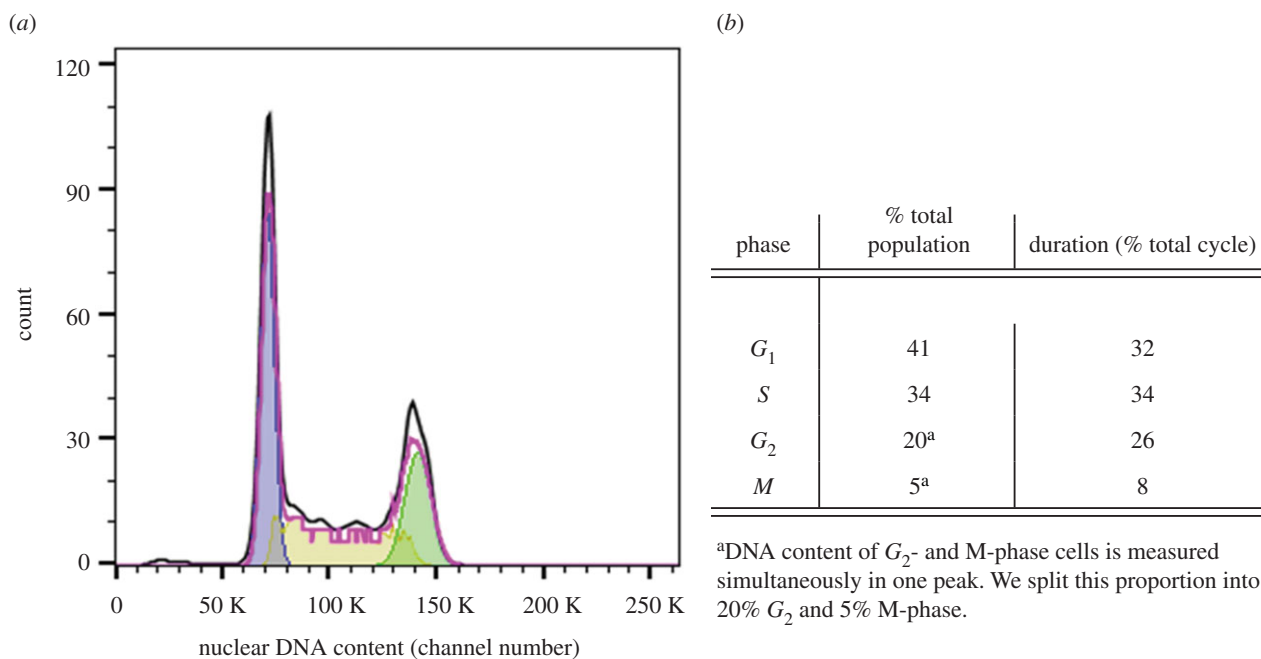 (a)
120
90
60
30
0
count
0 50 K 100 K 150 K 200 K 250 K
nuclear DNA content (channel number)
(b)
phase % total population duration (% total cycle)
G1 41 32
S 34 34
G2 20a 26
M 5a 8
aDNA content of G2- and M-phase cells is measured
simultaneously in one peak. We split this proportion into
20% G2 and 5% M-phase.